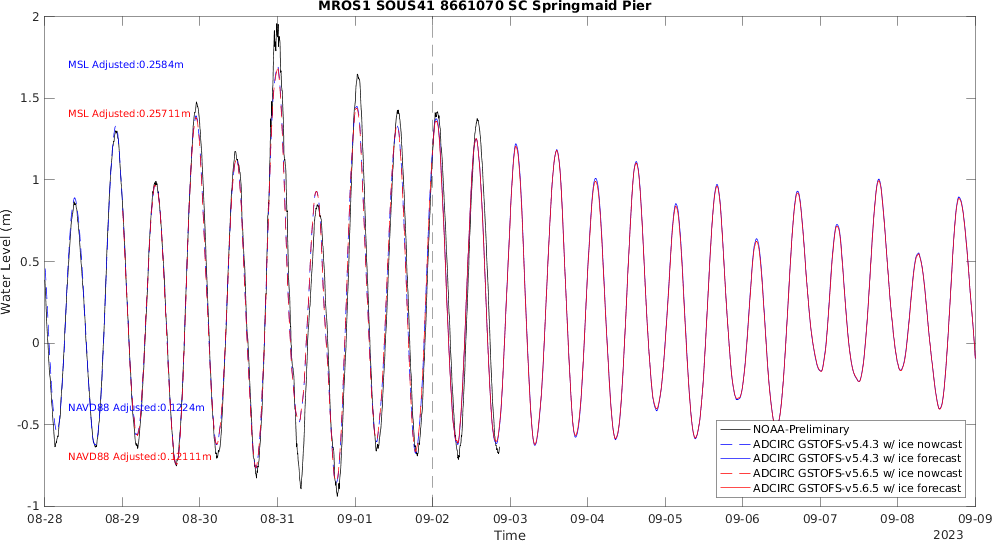 MROS1 SOUS41 8661070 SC Springmaid Pier
2
1.5
1
0.5
0
-0.5
-1
Water Level (m)
MSL Adjusted:0.2584m
MSL Adjusted:0.25711m
NAVD88 Adjusted:0.1224m
NAVD88 Adjusted:0.12111m
NOAA-Preliminary
ADCIRC GSTOFS-v5.4.3 w/ ice nowcast
ADCIRC GSTOFS-v5.4.3 w/ ice forecast
ADCIRC GSTOFS-v5.6.5 w/ ice nowcast
ADCIRC GSTOFS-v5.6.5 w/ ice forecast
08-28 08-29 08-30 08-31 09-01 09-02 09-03 09-04 09-05 09-06 09-07 09-08 09-09
Time
2023